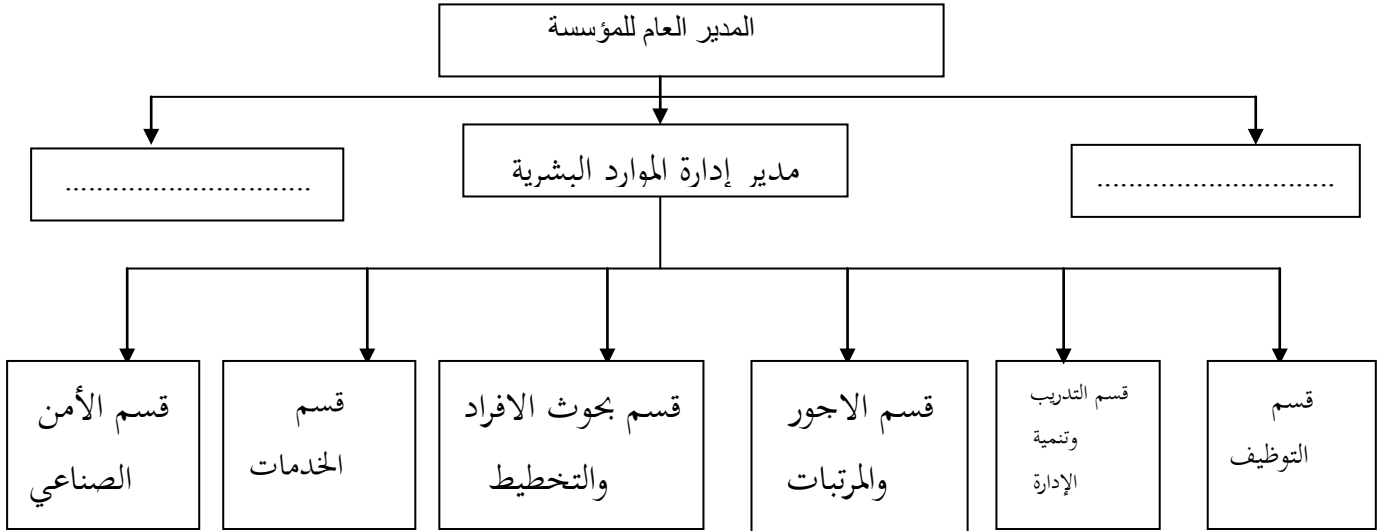 المدير العام للمؤسسة
.............................
مدير إدارة الموارد البشرية
................................
قسم
التوظيف
قسم التدريب
وتنمية
الإدارة
قسم الاجور
والمرتبات
قسم بحوث الافراد
والتخطيط
قسم
الخدمات
قسم الأمن
الصناعي